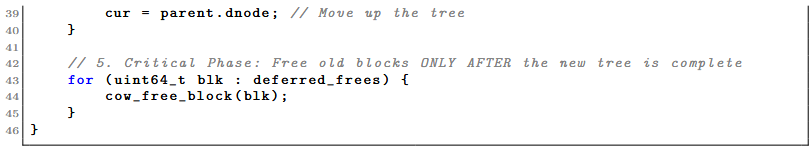 39         cur = parent.dnode; // Move up the tree
40     }
41
42     // 5. Critical Phase: Free old blocks ONLY AFTER the new tree is complete
43     for (uint64_t blk : deferred_frees) {
44         cow_free_block(blk);
45     }
46 }